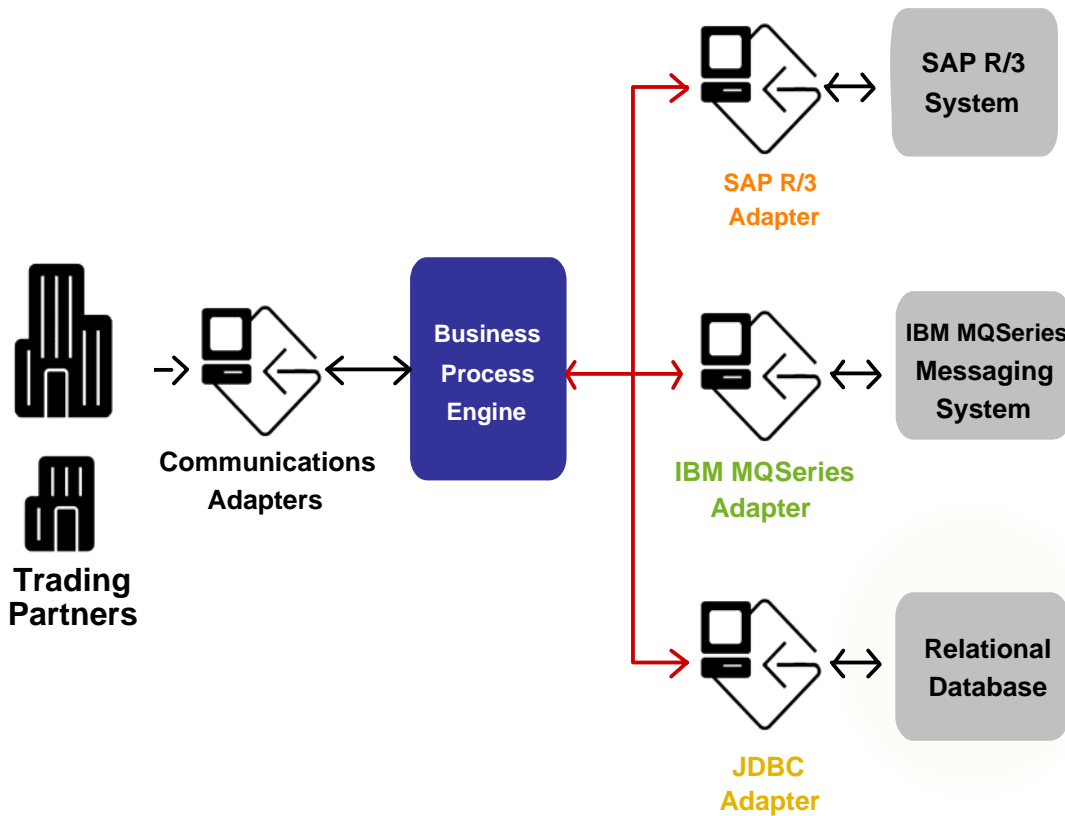 Trading
Partners
Communications
Adapters
Business
Process
Engine
SAP R/3
Adapter
SAP R/3
System
IBM MQSeries
Adapter
IBM MQSeries
Messaging
System
JDBC
Adapter
Relational
Database